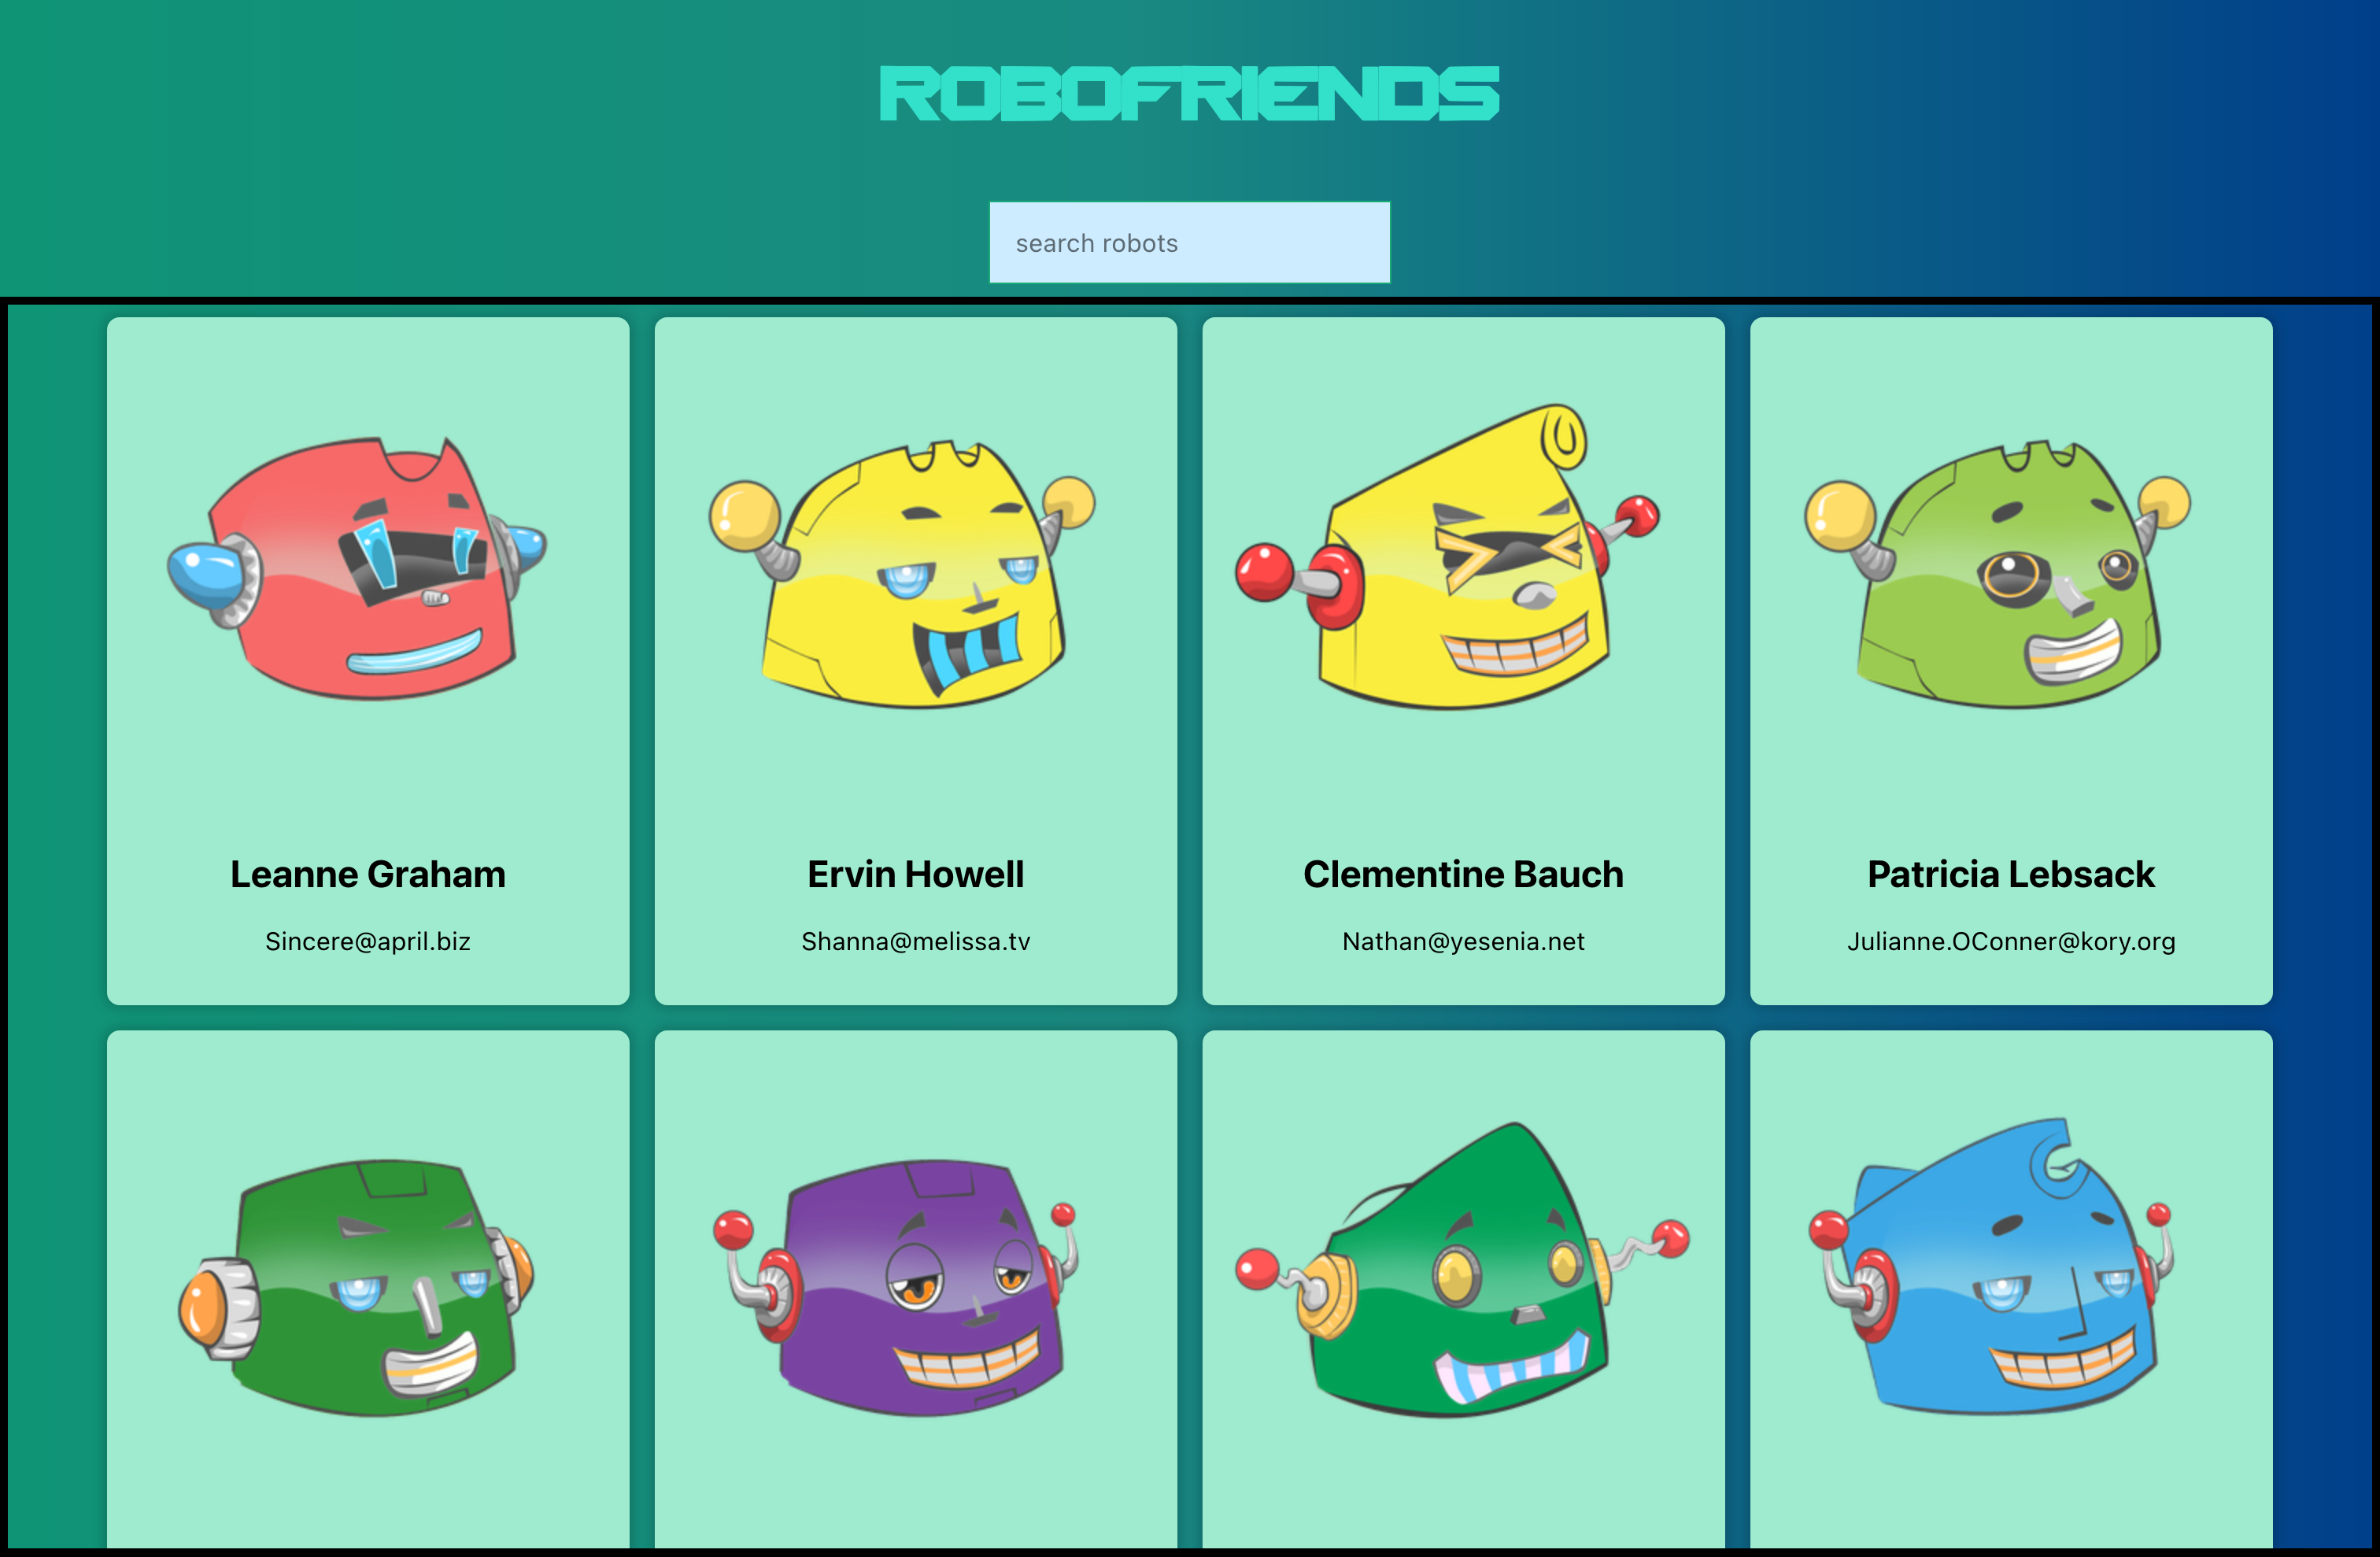 ROBOFRIENDS
search robots
Leanne Graham
Ervin Howell
Clementine Bauch
Patricia Lebsack
Sincere@april.biz
Shanna@melissa.tv
Nathan@yesenia.net
Julianne.OConner@kory.org